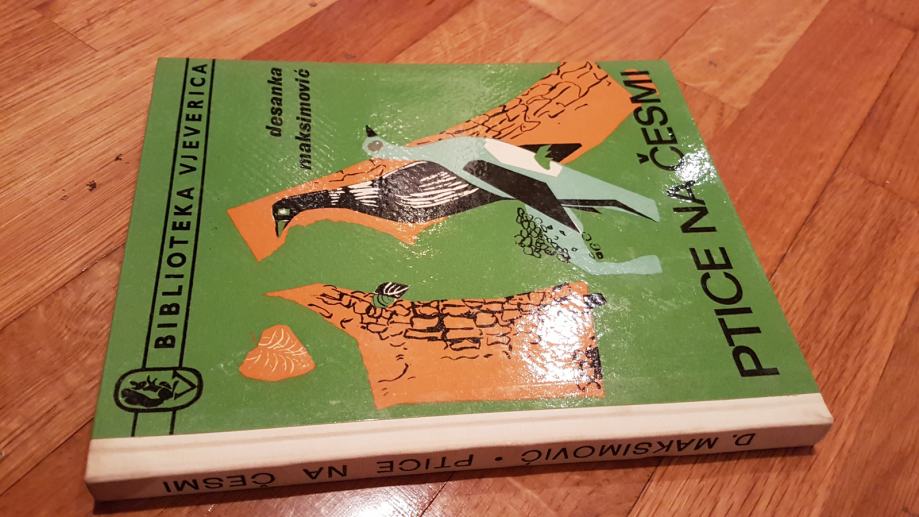 BIBLIOTEKA VJEVERICA
desanka
maksimović
PTICE NA ČESMI
D. MAKSIMOVIĆ • PTICE NA ČESMI